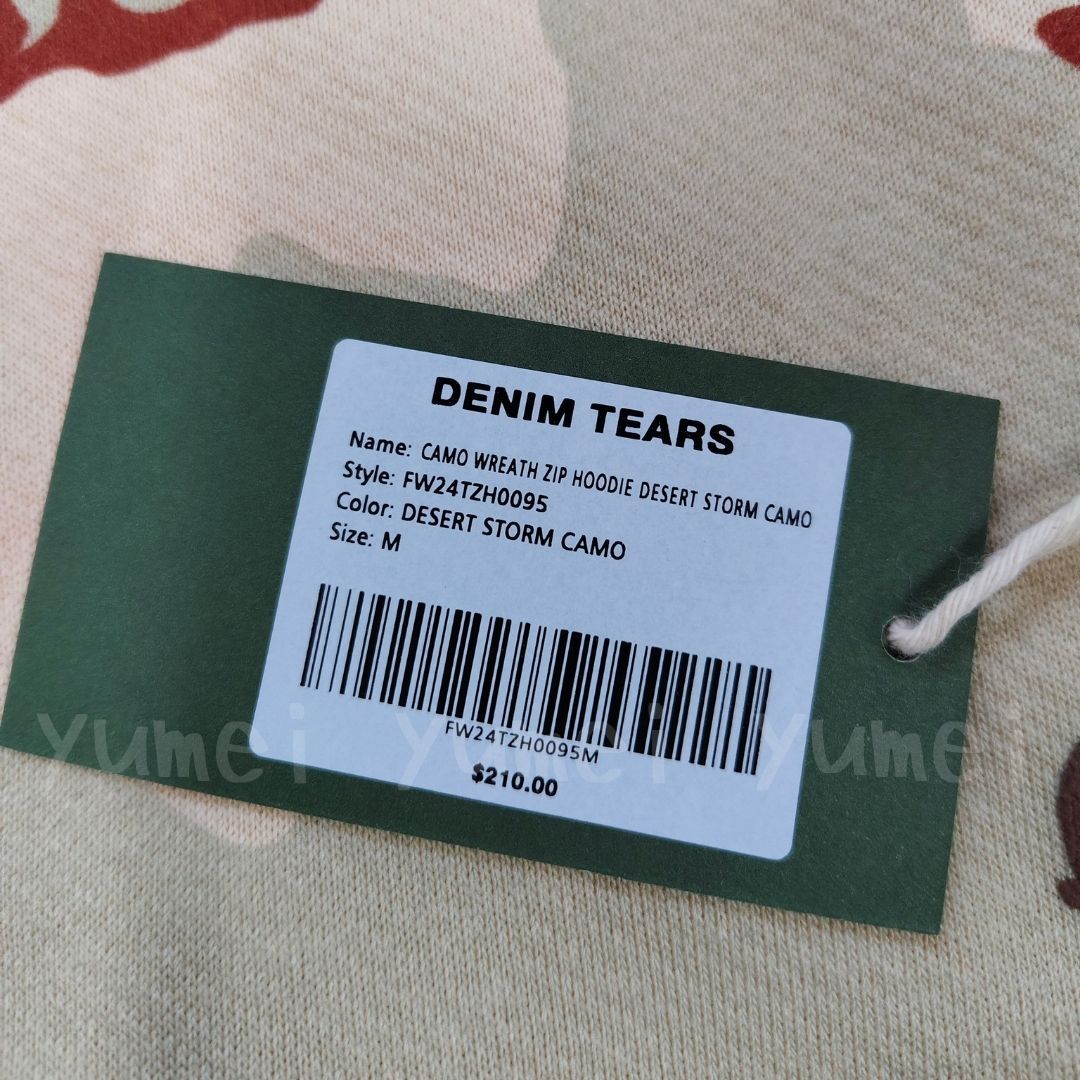 DENIM TEARS
Name: CAMO WREATH ZIP HOODIE DESERT STORM CAMO
Style: FW24TZH0095
Color: DESERT STORM CAMO
Size: M
FW24TZH0095M
$210.00
yumei yumei yumei